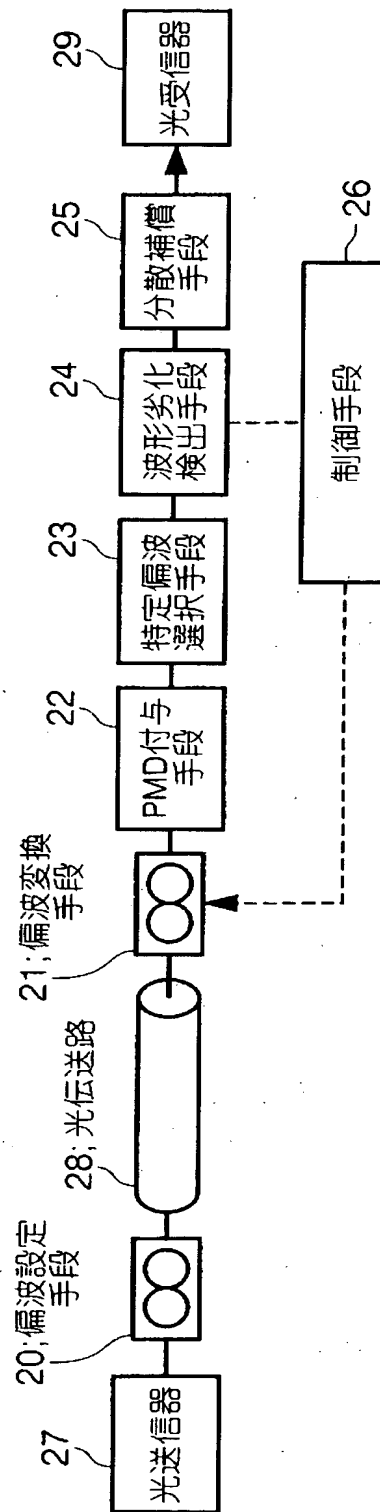 27
光送信器
20;偏波設定
手段
28;光伝送路
21;偏波変換
手段
22
PMD付与
手段
23
特定偏波
選択手段
24
波形劣化
検出手段
25
分散補償
手段
29
光受信器
26
制御手段